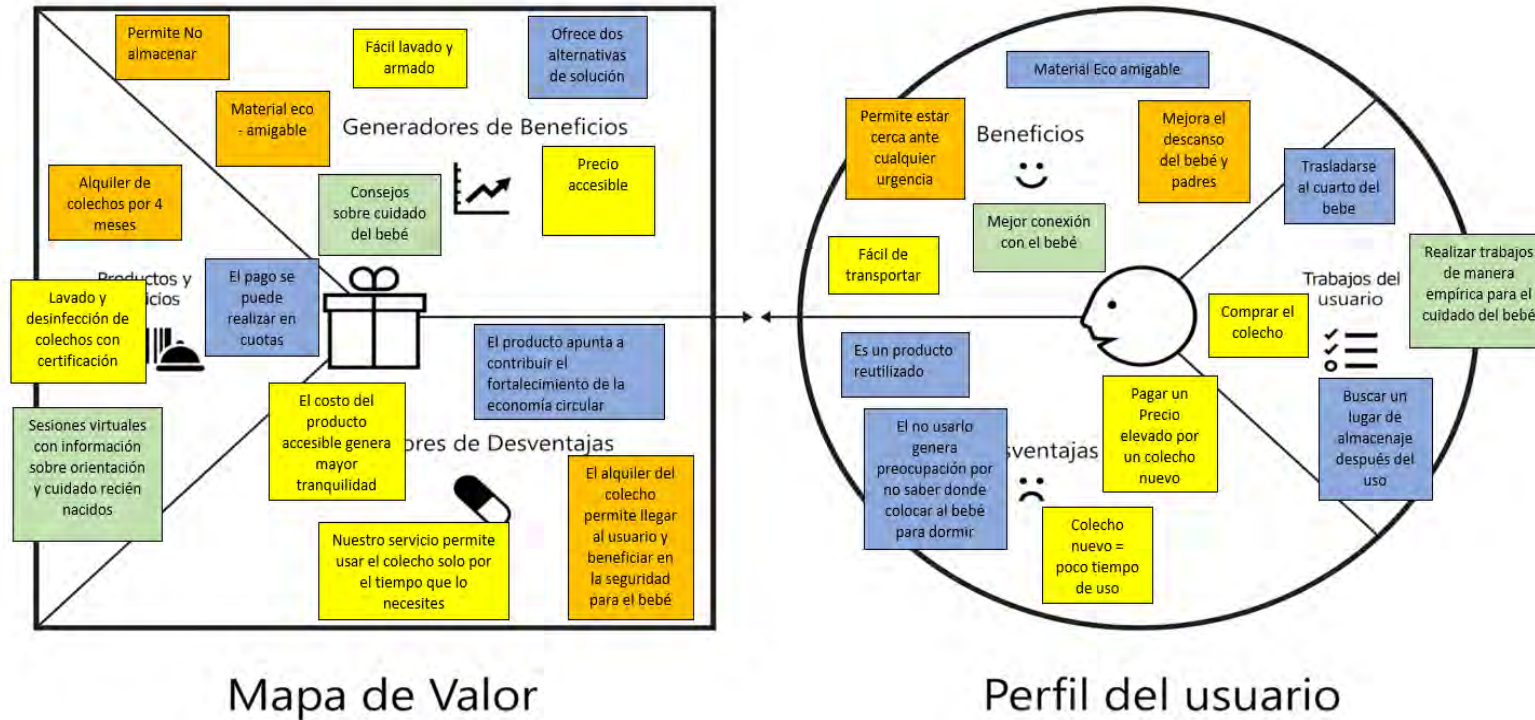 Permite No
almacenar
Fácil lavado y
armado
Ofrece dos
alternativas
de solución
Material eco
- amigable
Generadores de Beneficios
Precio
accesible
Consejos
sobre cuidado
del bebé
Alquiler de
colechos por 4
meses
Productos y
icios
Lavado y
desinfección de
colechos con
certificación
El pago se
puede
realizar en
cuotas
Sesiones virtuales
con información
sobre orientación
y cuidado recién
nacidos
El producto apunta a
contribuir el
fortalecimiento de la
economía circular
El costo del
producto
accesible genera
mayor
tranquilidad
ores de Desventajas
Nuestro servicio permite
usar el colecho solo por
el tiempo que lo
necesites
El alquiler del
colecho
permite llegar
al usuario y
beneficiar en
la seguridad
para el bebé
Mapa de Valor
Material Eco amigable
Permite estar
cerca ante
cualquier
urgencia
Beneficios
Mejora el
descanso
del bebé y
padres
Mejor conexión
con el bebé
Fácil de
transportar
Trasladarse
al cuarto del
bebe
Realizar trabajos
de manera
empírica para el
cuidado del bebé
Trabajos del
usuario
Comprar el
colecho
Buscar un
lugar de
almacenaje
después del
uso
Es un producto
reutilizado
El no usarlo
genera
preocupación por
no saber donde
colocar al bebé
para dormir
sventajas
Pagar un
Precio
elevado por
un colecho
nuevo
Colecho
nuevo =
poco tiempo
de uso
Perfil del usuario